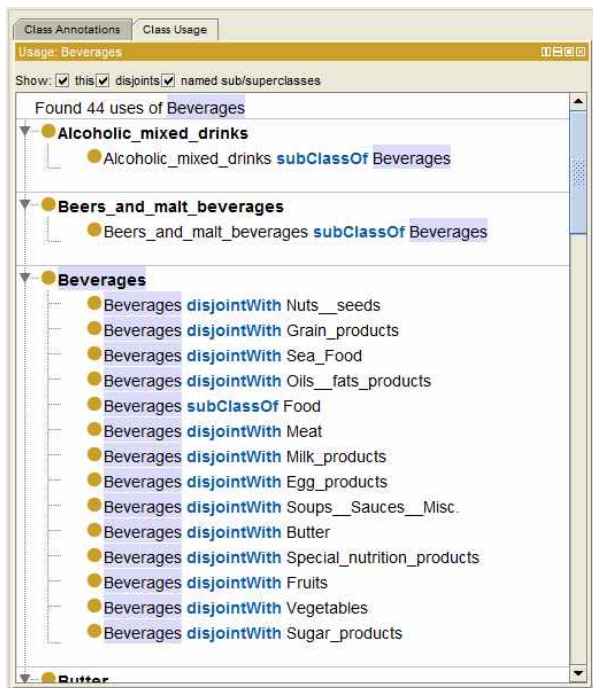 Class Annotations Class Usage
Usage: Beverages
Show: this disjoints named sub/superclasses
Found 44 uses of Beverages
Alcoholic_mixed_drinks
Alcoholic_mixed_drinks subClassOf Beverages
Beers_and_malt_beverages
Beers_and_malt_beverages subClassOf Beverages
Beverages
Beverages disjointWith Nuts__seeds
Beverages disjointWith Grain_products
Beverages disjointWith Sea_Food
Beverages disjointWith Oils__fats_products
Beverages subClassOf Food
Beverages disjointWith Meat
Beverages disjointWith Milk_products
Beverages disjointWith Egg_products
Beverages disjointWith Soups__Sauces__Misc.
Beverages disjointWith Butter
Beverages disjointWith Special_nutrition_products
Beverages disjointWith Fruits
Beverages disjointWith Vegetables
Beverages disjointWith Sugar_products
Butter